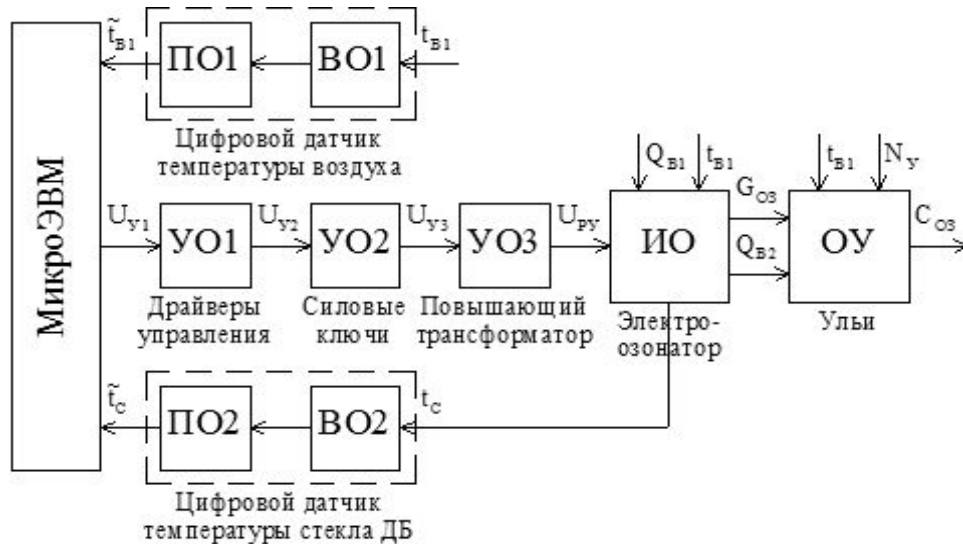 МикроЭВМ
t̃В1
ПО1
ВО1
tВ1
Цифровой датчик
температуры воздуха
UУ1
УО1
UУ2
УО2
UУ3
УО3
UРУ
QВ1
tВ1
ИО
GОЗ
QВ2
tВ1
NУ
ОУ
CОЗ
Драйверы
управления
Силовые
ключи
Повышающий
трансформатор
Электро-
озонатор
Ульи
t̃С
ПО2
ВО2
tС
Цифровой датчик
температуры стекла ДБ